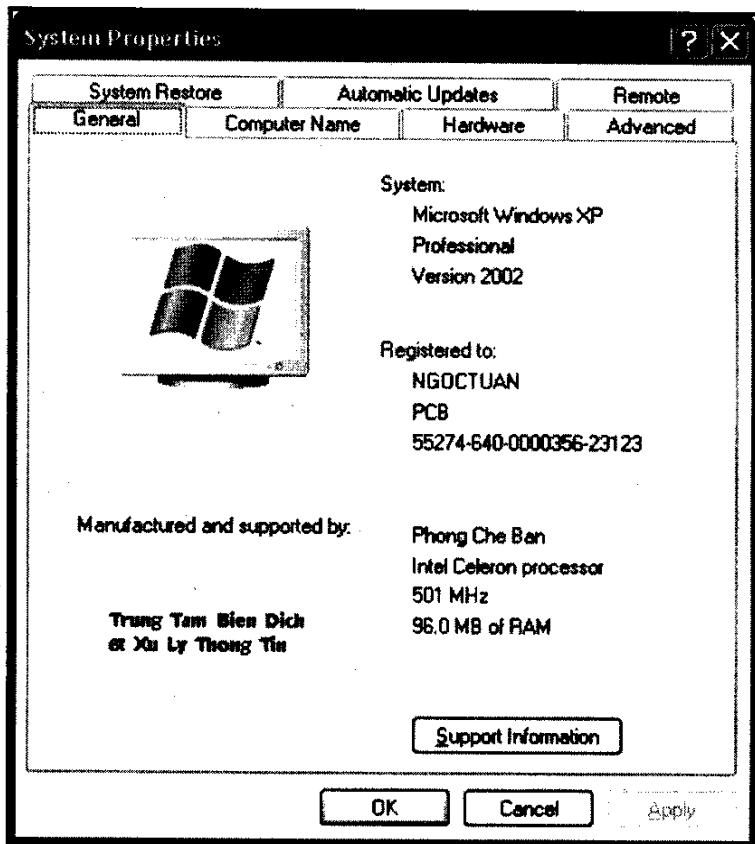 System Properties
? X
System Restore Automatic Updates Remote
General Computer Name Hardware Advanced
System:
Microsoft Windows XP
Professional
Version 2002
Registered to:
NGOCTUAN
PCB
55274-640-0000356-23123
Manufactured and supported by:
Phong Che Ban
Intel Celeron processor
501 MHz
96.0 MB of RAM
Trung Tam Bien Dich
et Xu Ly Thong Tin
Support Information
OK Cancel Apply